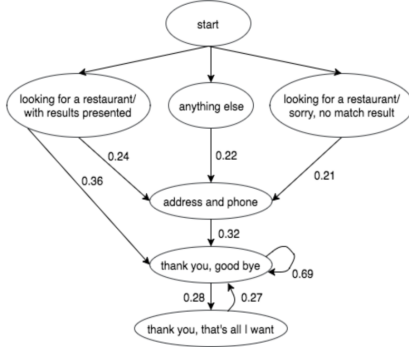 start
looking for a restaurant/
with results presented
anything else
looking for a restaurant/
sorry, no match result
0.24
0.22
0.21
0.36
address and phone
0.32
thank you, good bye
0.69
0.28
0.27
thank you, that's all I want